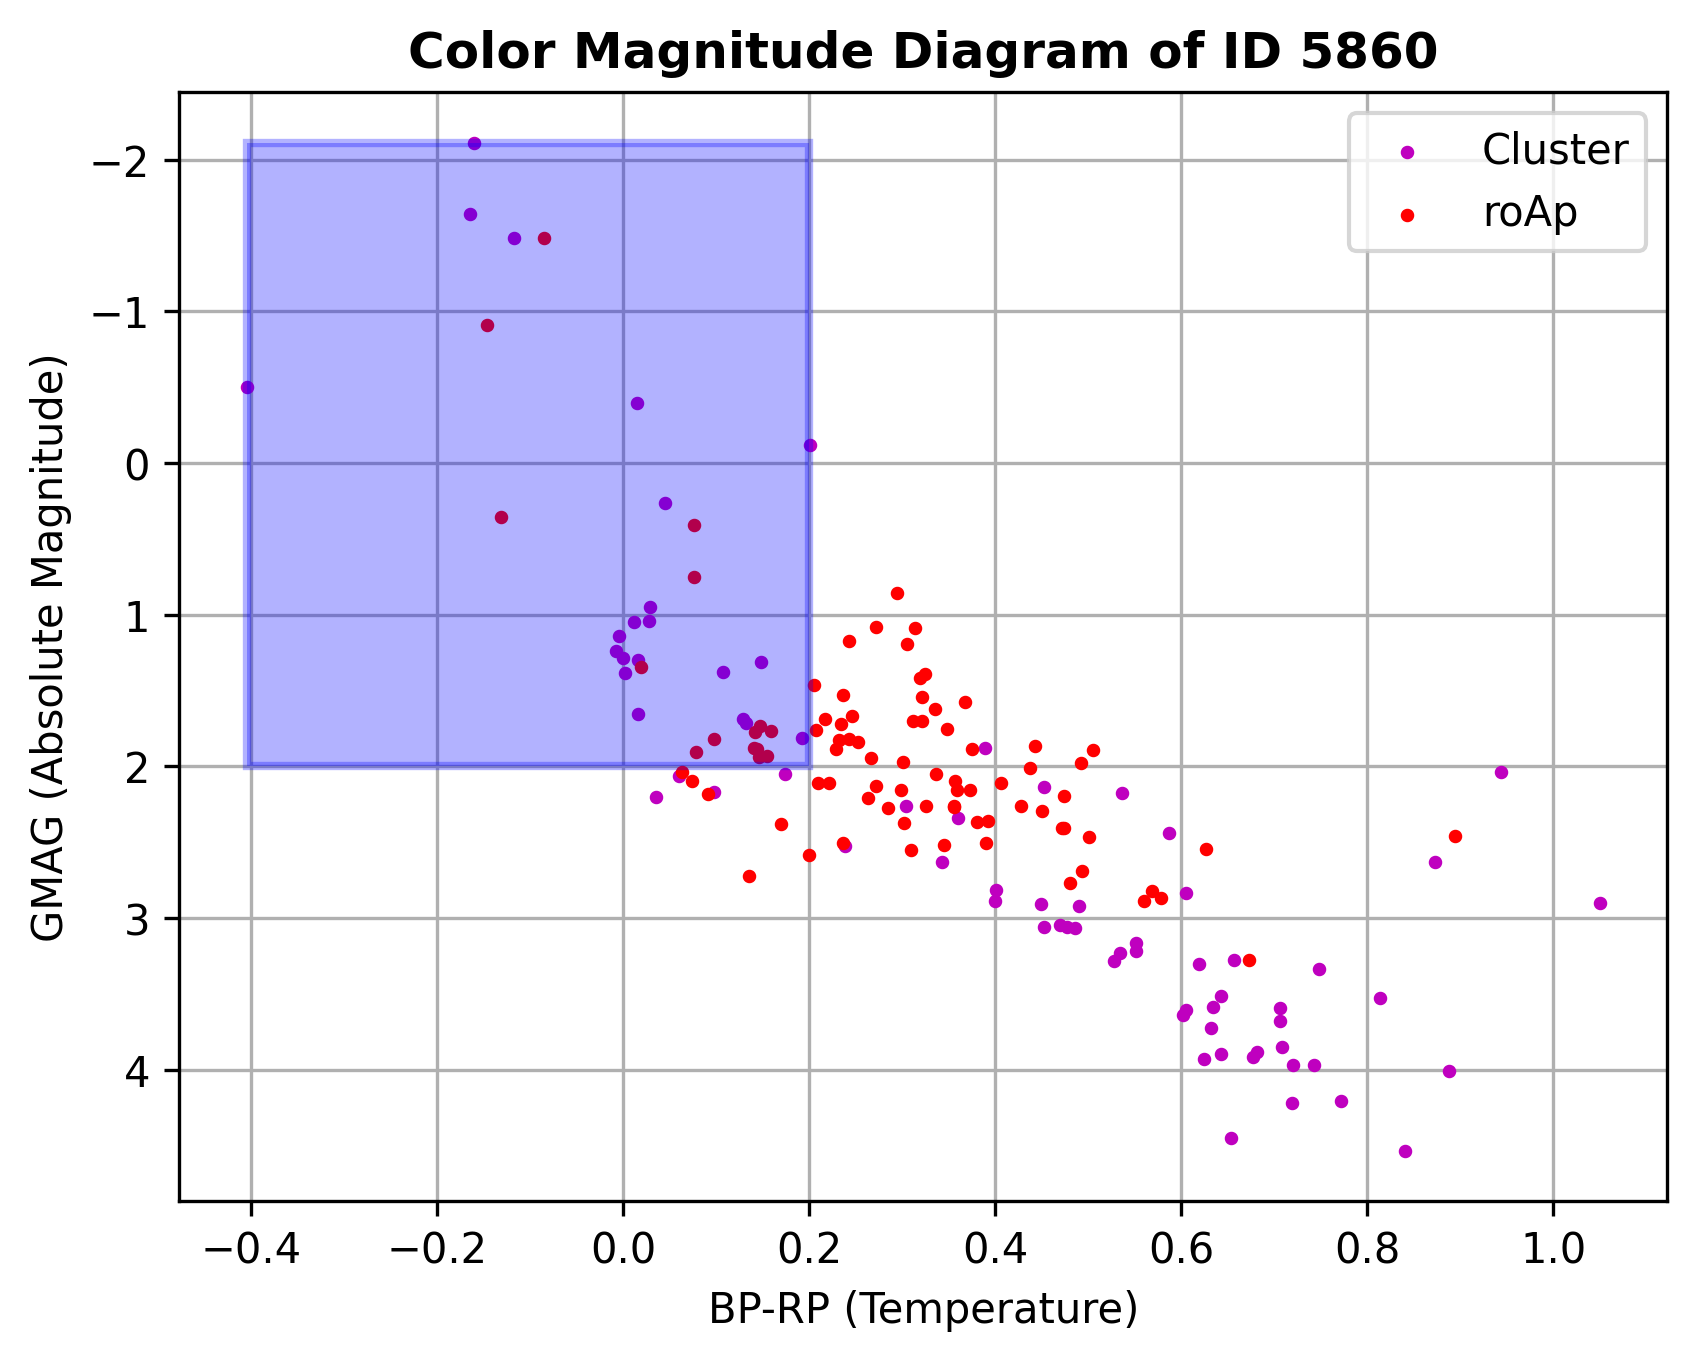 Color Magnitude Diagram of ID 5860
Cluster
roAp
GMAG (Absolute Magnitude)
−2
−1
0
1
2
3
4
−0.4 −0.2 0.0 0.2 0.4 0.6 0.8 1.0
BP-RP (Temperature)